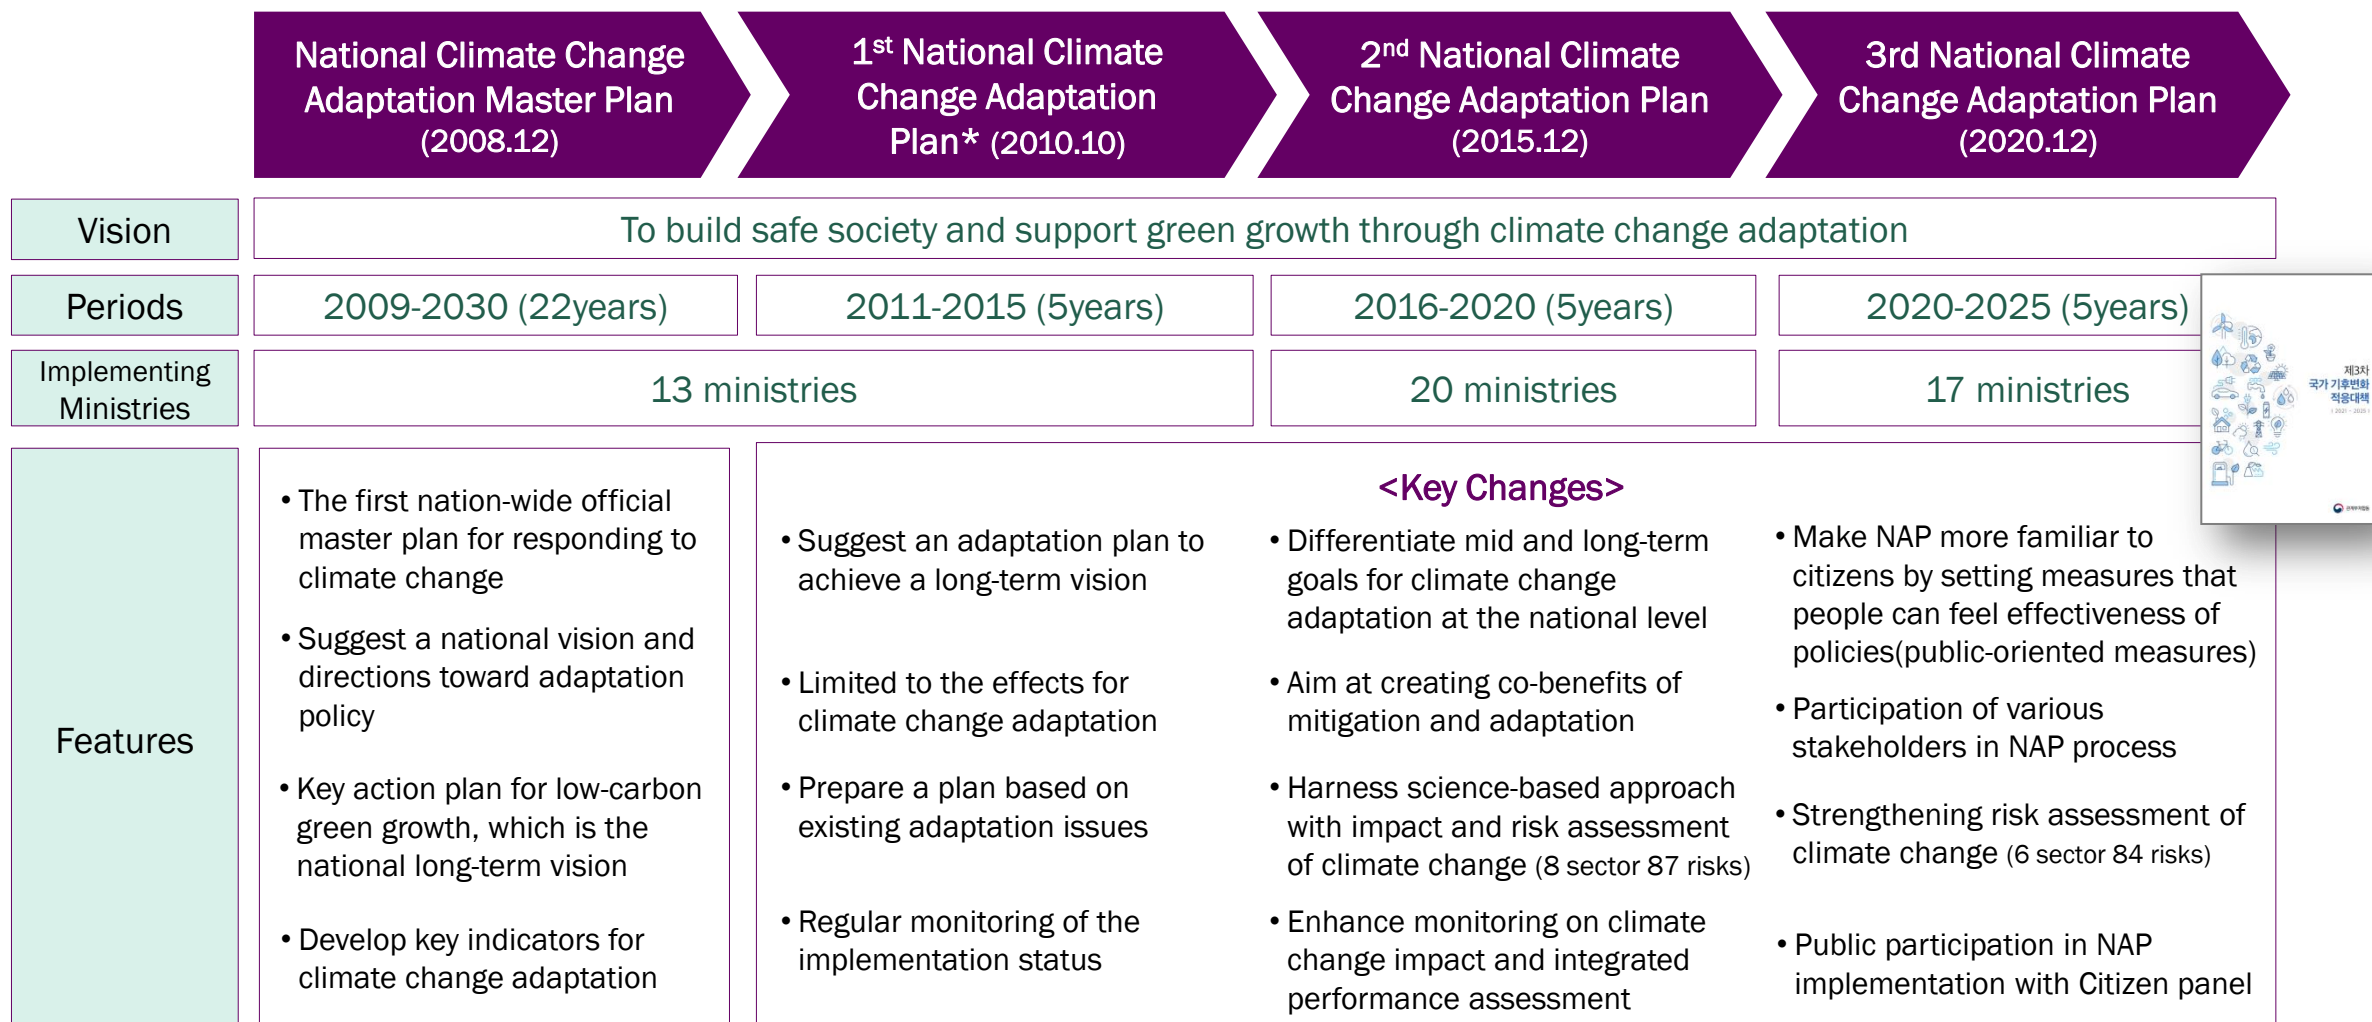 National Climate Change
Adaptation Master Plan
(2008.12)
1st National Climate
Change Adaptation
Plan* (2010.10)
2nd National Climate
Change Adaptation Plan
(2015.12)
3rd National Climate
Change Adaptation Plan
(2020.12)
Vision
To build safe society and support green growth through climate change adaptation
Periods
2009-2030 (22years)
2011-2015 (5years)
2016-2020 (5years)
2020-2025 (5years)
Implementing
Ministries
13 ministries
20 ministries
17 ministries
제3차
국가 기후변화
적응대책
Features
• The first nation-wide official
master plan for responding to
climate change
• Suggest a national vision and
directions toward adaptation
policy
• Key action plan for low-carbon
green growth, which is the
national long-term vision
• Develop key indicators for
climate change adaptation
<Key Changes>
• Suggest an adaptation plan to
achieve a long-term vision
• Limited to the effects for
climate change adaptation
• Prepare a plan based on
existing adaptation issues
• Regular monitoring of the
implementation status
• Differentiate mid and long-term
goals for climate change
adaptation at the national level
• Aim at creating co-benefits of
mitigation and adaptation
• Harness science-based approach
with impact and risk assessment
of climate change (8 sector 87 risks)
• Enhance monitoring on climate
change impact and integrated
performance assessment
• Make NAP more familiar to
citizens by setting measures that
people can feel effectiveness of
policies(public-oriented measures)
• Participation of various
stakeholders in NAP process
• Strengthening risk assessment of
climate change (6 sector 84 risks)
• Public participation in NAP
implementation with Citizen panel